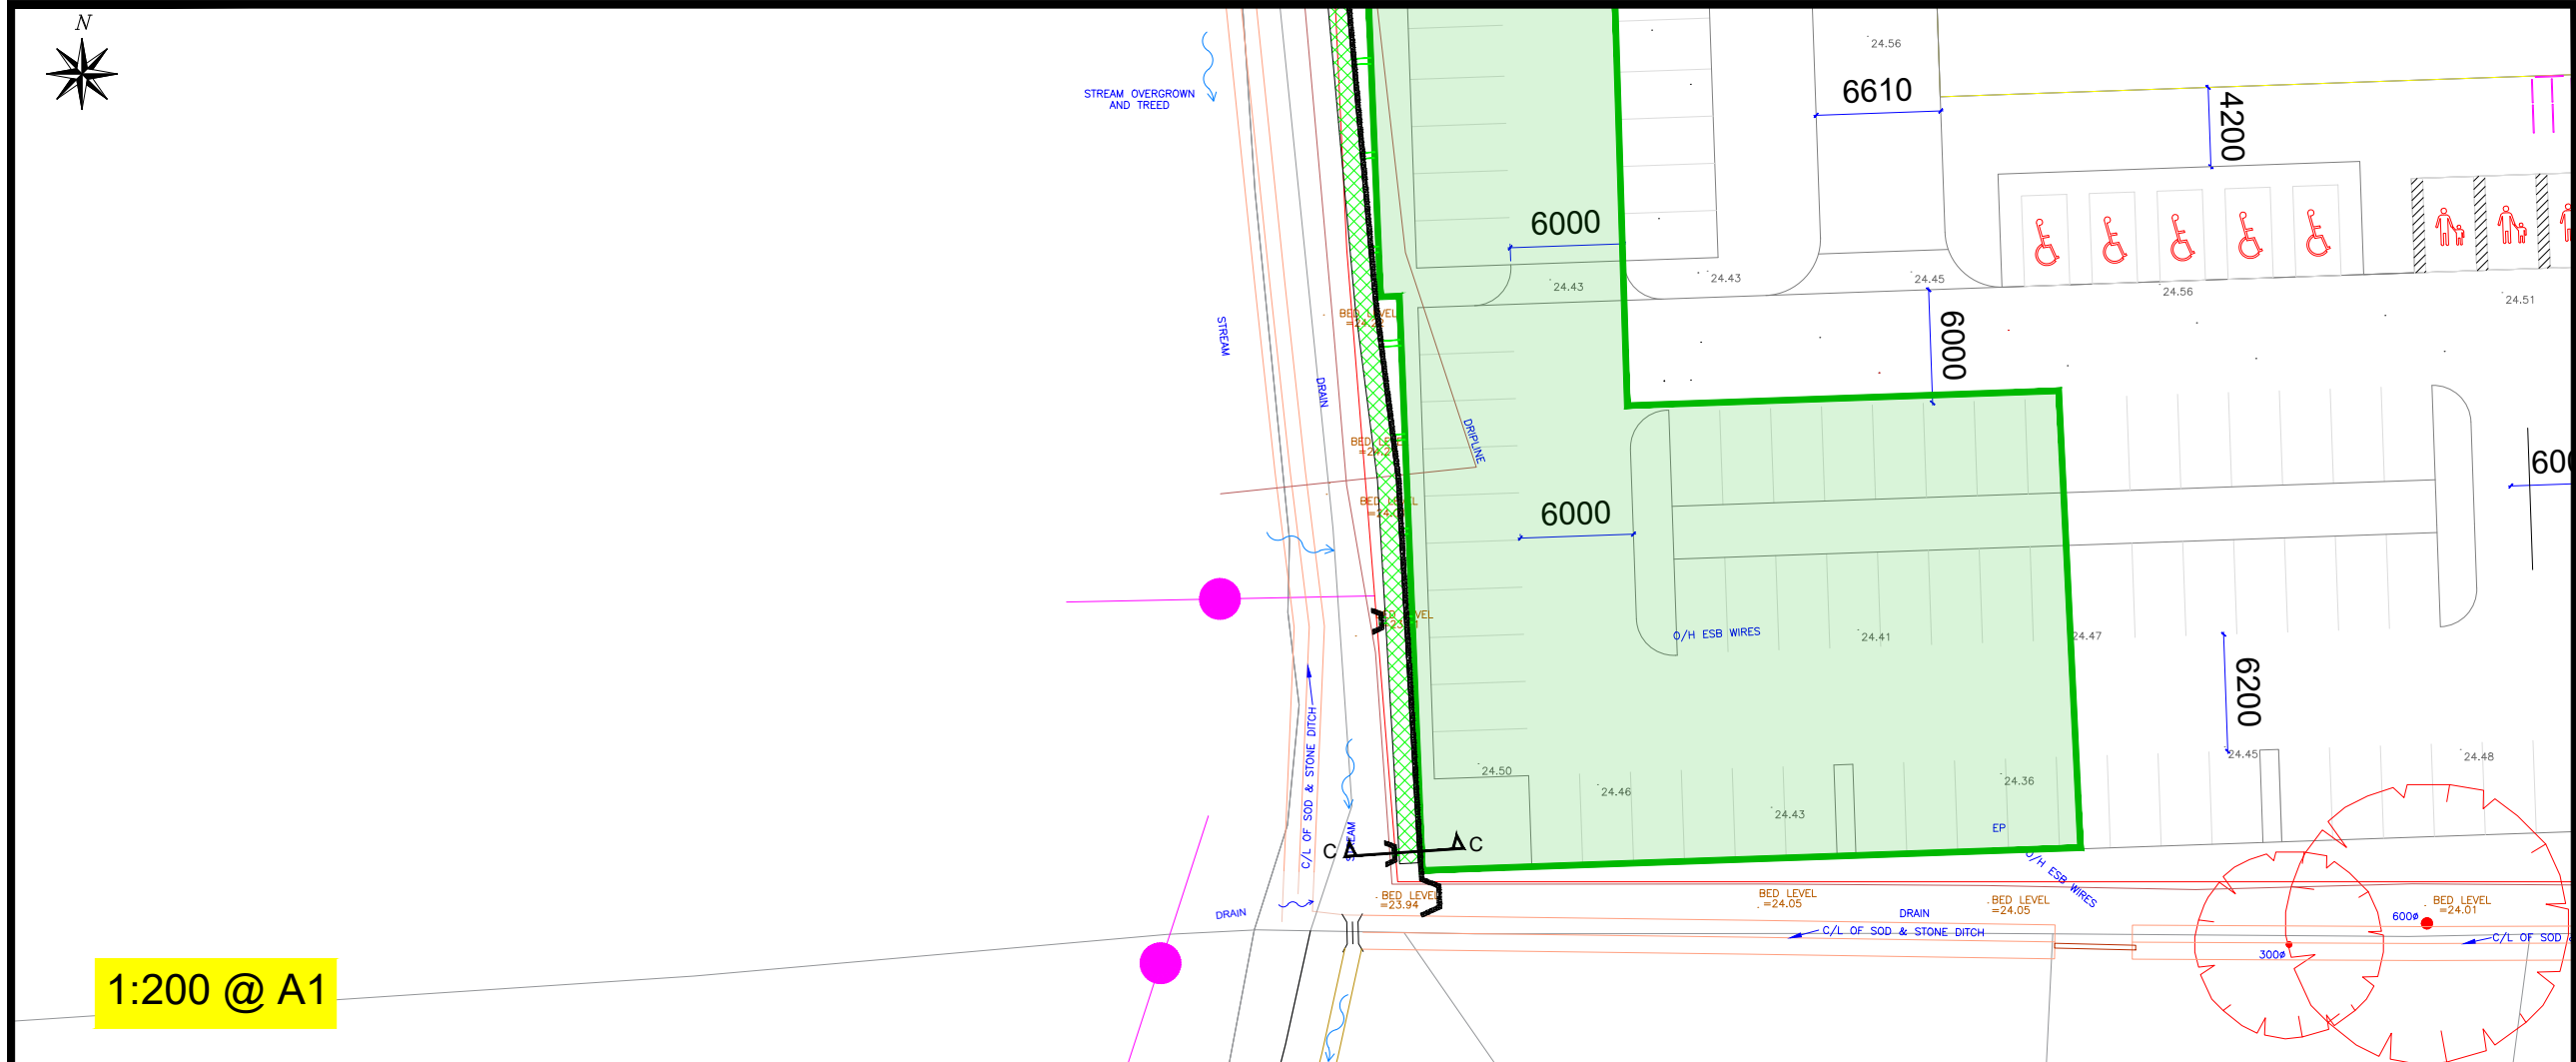 N
24.56
6610
4200
STREAM OVERGROWN
AND TREED
6000
24.43
24.43
24.45
24.56
24.51
BED LEVEL
STREAM
6000
DRAIN
DRIPLINE
BED LEVEL
BED LEVEL
6000
O/H ESB WIRES
24.41
24.47
6200
C/L OF SOD & STONE DITCH
24.50
24.46
24.43
24.36
24.45
24.48
EP
C
C
O/H ESB WIRES
BED LEVEL
=23.94
BED LEVEL
=24.05
BED LEVEL
=24.05
BED LEVEL
=24.01
DRAIN
DRAIN
600ø
C/L OF SOD & STONE DITCH
C/L OF SOD
300ø
1:200 @ A1